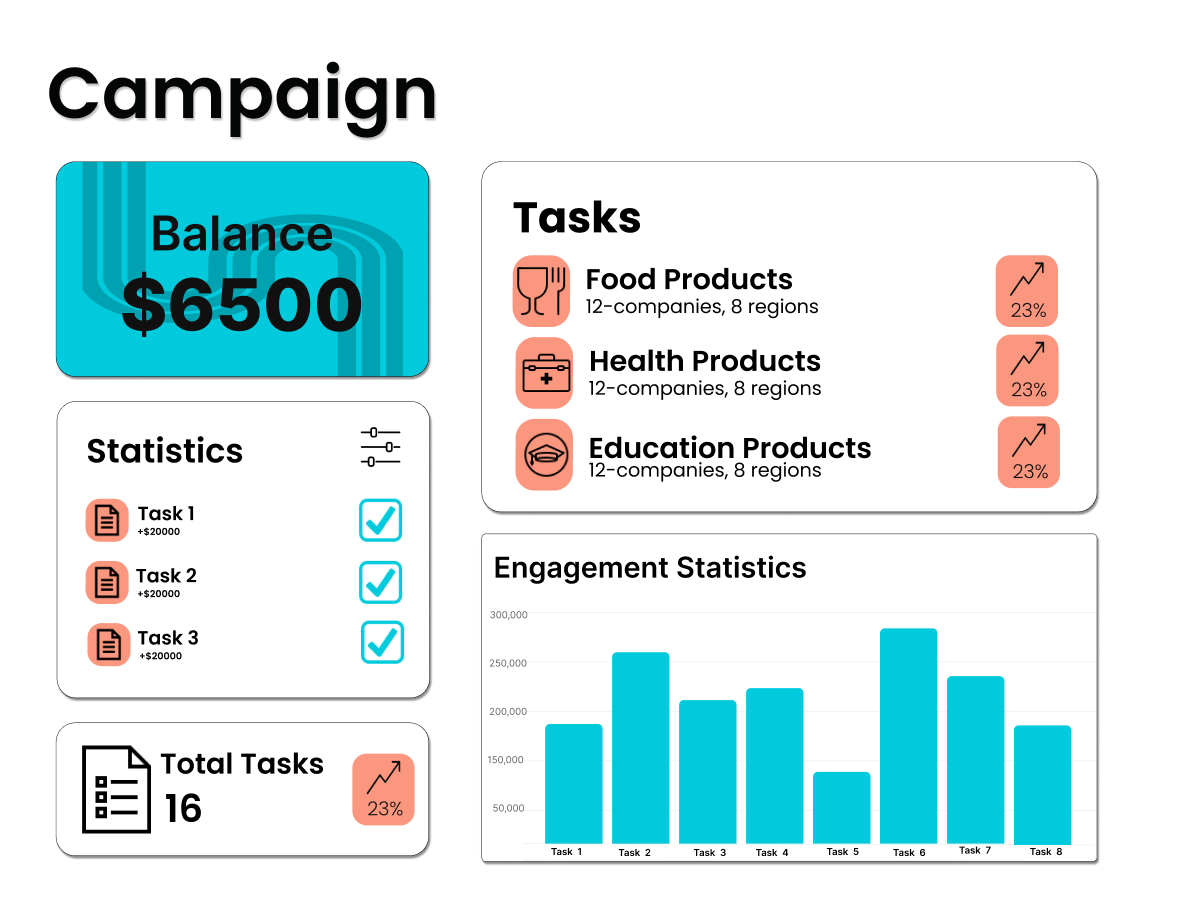 Campaign
Balance
$6500
Statistics
Task 1
+$20000
Task 2
+$20000
Task 3
+$20000
Total Tasks
16
23%
Tasks
Food Products
12-companies, 8 regions
23%
Health Products
12-companies, 8 regions
23%
Education Products
12-companies, 8 regions
23%
Engagement Statistics
300,000
250,000
200,000
150,000
50,000
Task 1 Task 2 Task 3 Task 4 Task 5 Task 6 Task 7 Task 8